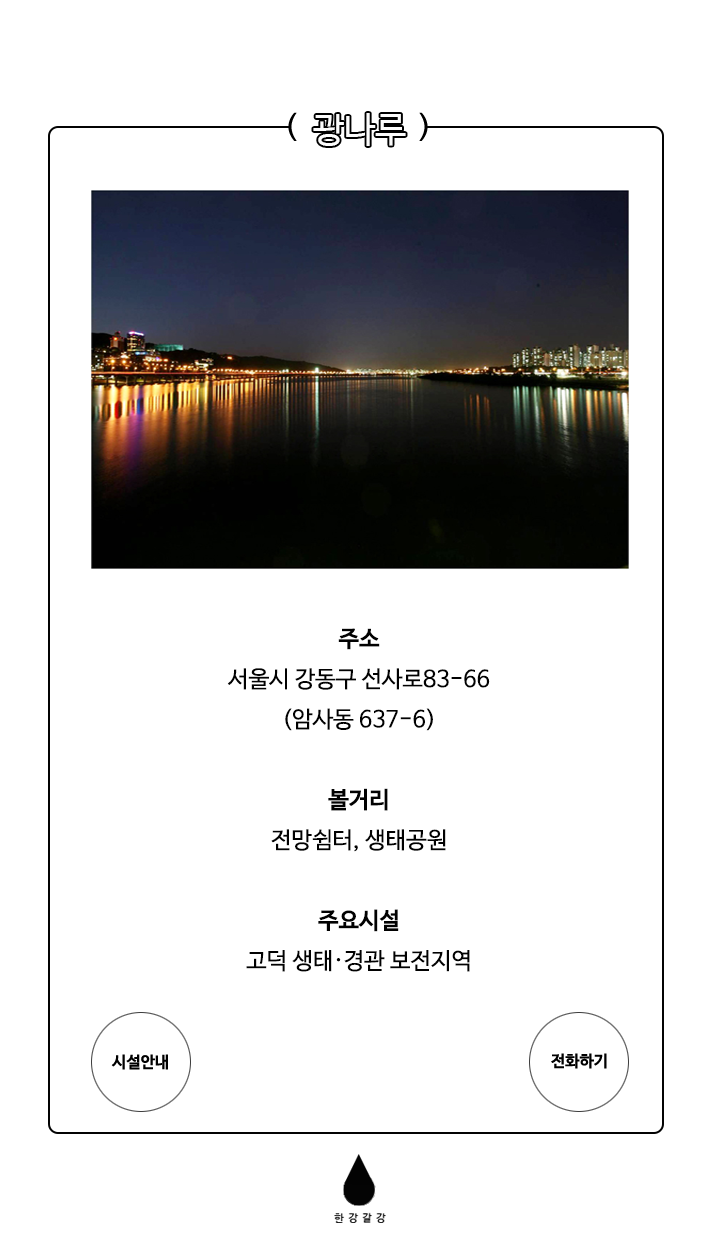 ( 광나루 )
주소
서울시 강동구 선사로83-66
(암사동 637-6)
볼거리
전망쉼터, 생태공원
주요시설
고덕 생태·경관 보전지역
시설안내
전화하기
한강갈강